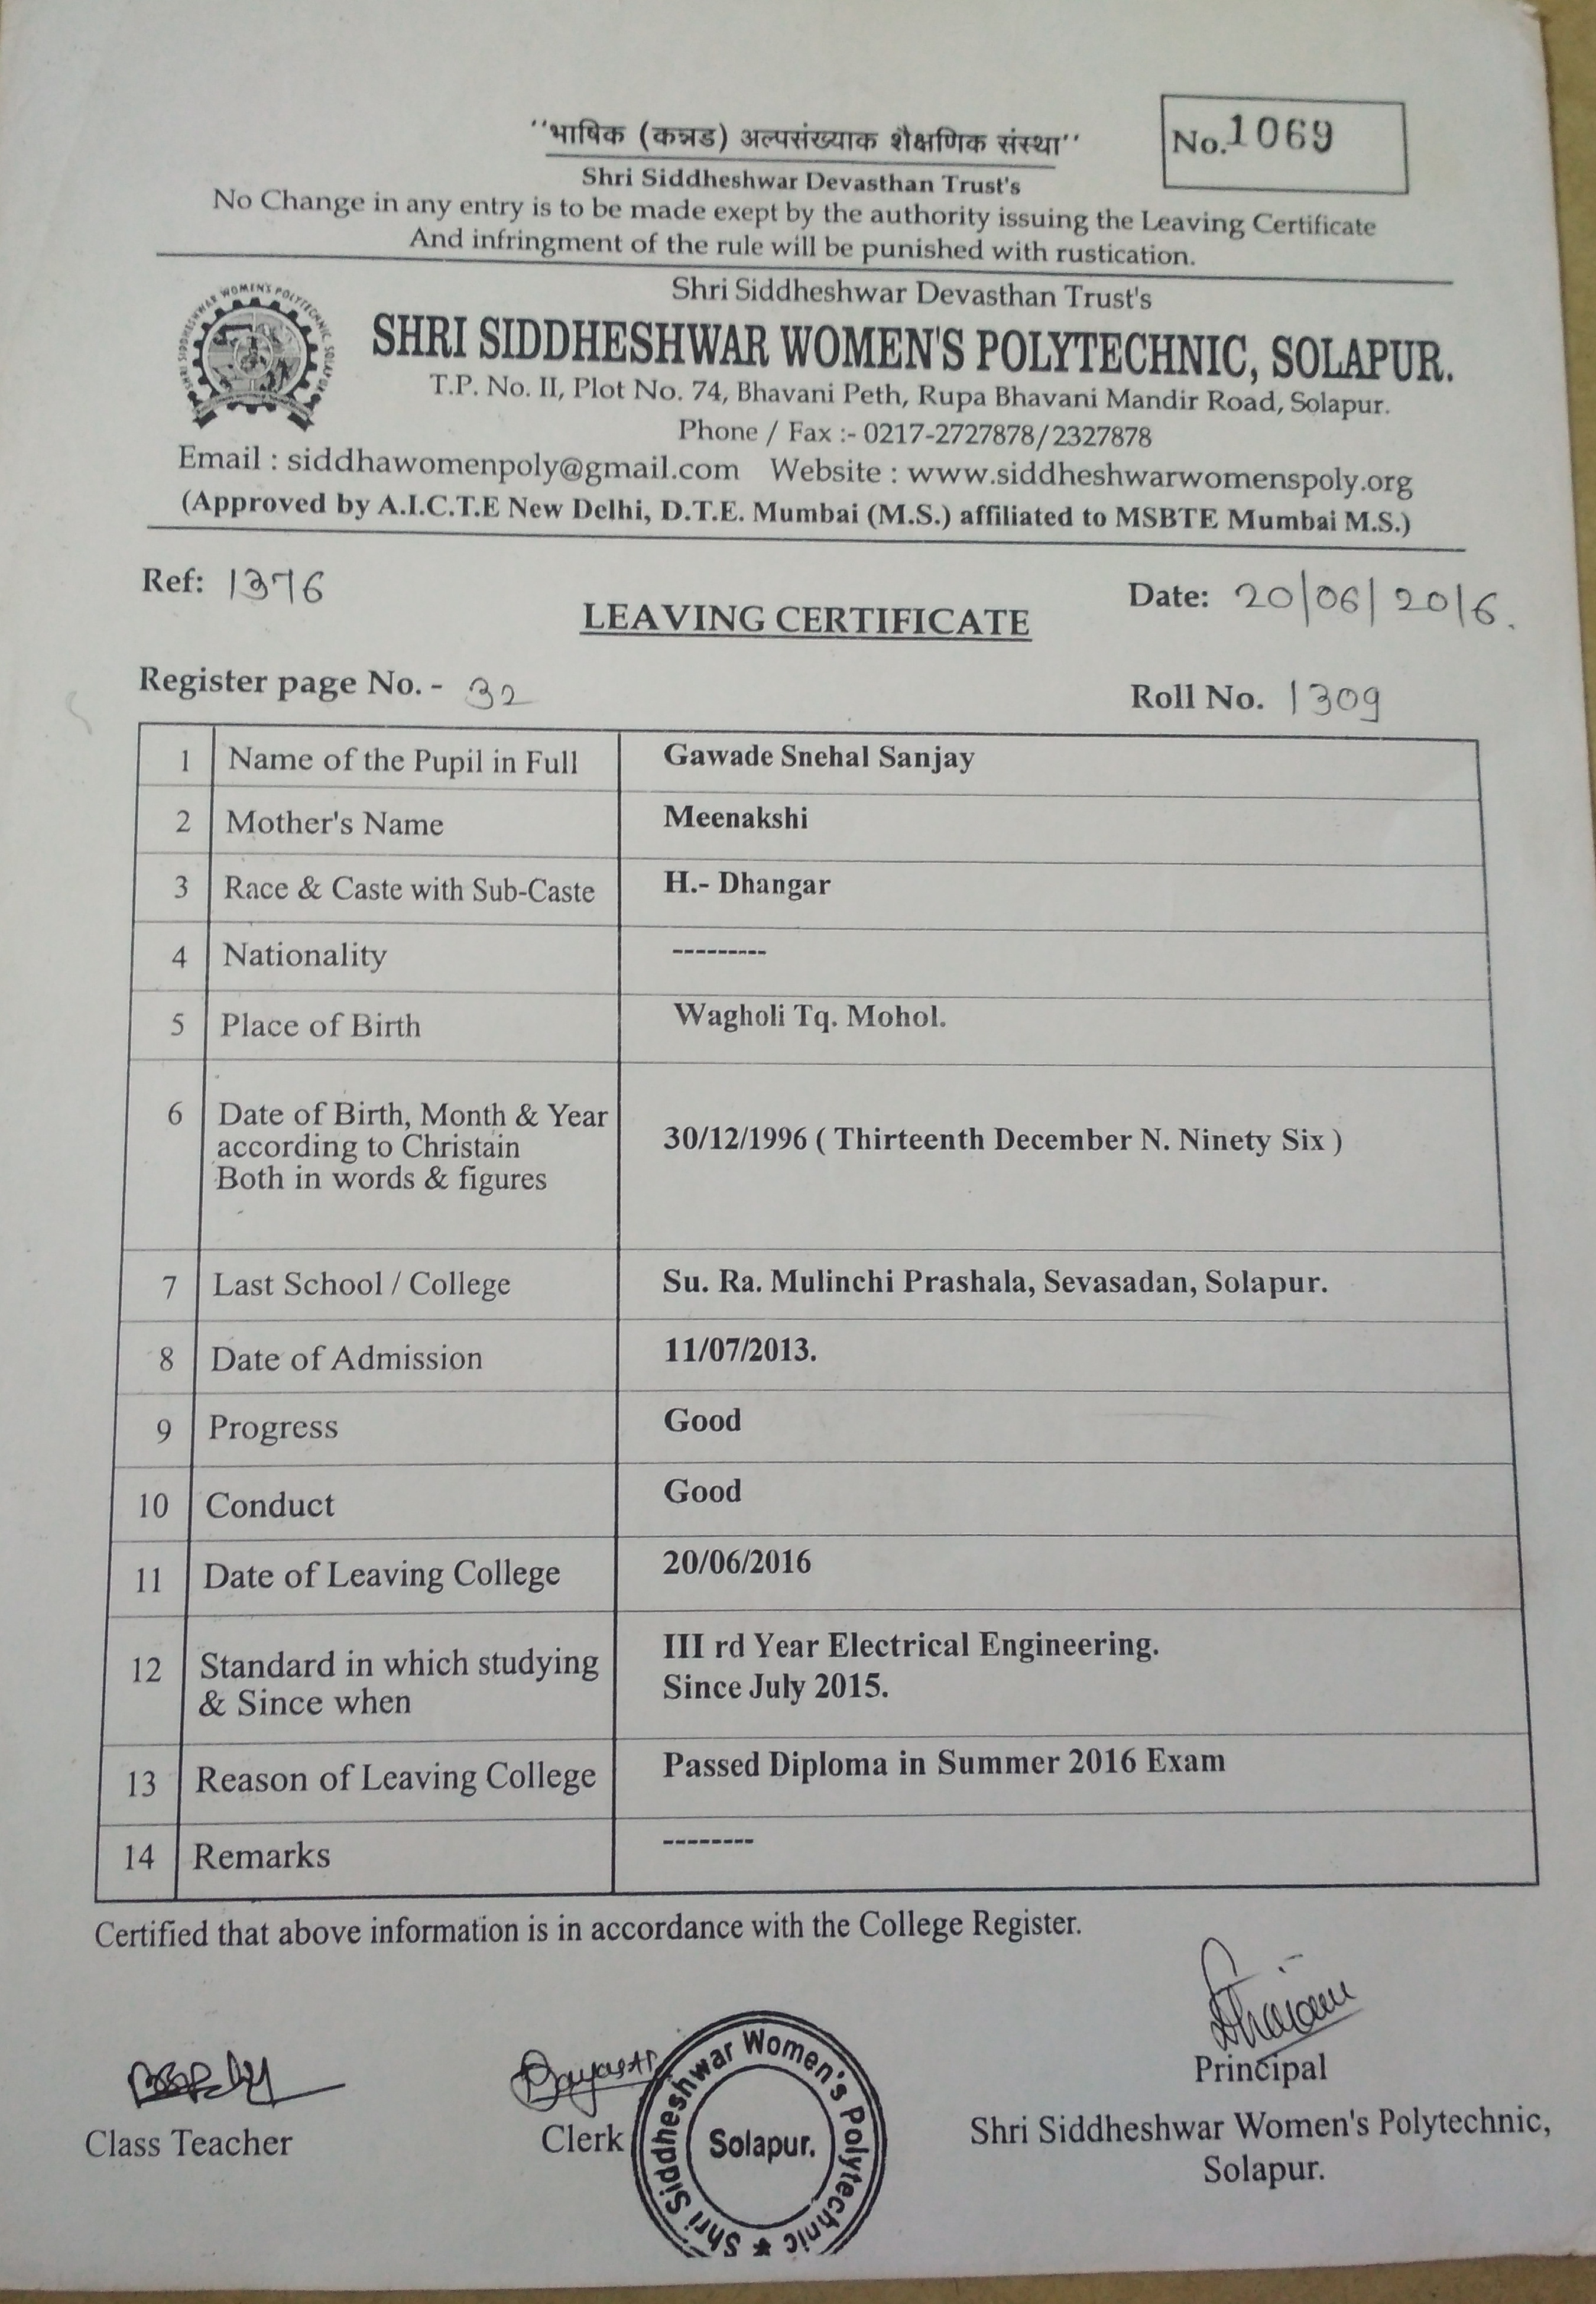 ''भाषिक (कन्नड) अल्पसंख्याक शैक्षणिक संस्था''
No. 1069
Shri Siddheshwar Devasthan Trust's
No Change in any entry is to be made exept by the authority issuing the Leaving Certificate
And infringment of the rule will be punished with rustication.
Shri Siddheshwar Devasthan Trust's
SHRI SIDDHESHWAR WOMEN'S POLYTECHNIC SOLAPUR
SHRI SIDDHESHWAR WOMEN'S POLYTECHNIC, SOLAPUR.
T.P. No. II, Plot No. 74, Bhavani Peth, Rupa Bhavani Mandir Road, Solapur.
Phone / Fax :- 0217-2727878/2327878
Email : siddhawomenpoly@gmail.com Website : www.siddheshwarwomenspoly.org
(Approved by A.I.C.T.E New Delhi, D.T.E. Mumbai (M.S.) affiliated to MSBTE Mumbai M.S.)
Ref: 1376
Date: 20/06/2016.
LEAVING CERTIFICATE
Register page No. - 32
Roll No. 1309
1 Name of the Pupil in Full Gawade Snehal Sanjay
2 Mother's Name Meenakshi
3 Race & Caste with Sub-Caste H.- Dhangar
4 Nationality ---------
5 Place of Birth Wagholi Tq. Mohol.
6 Date of Birth, Month & Year
according to Christain
Both in words & figures
30/12/1996 ( Thirteenth December N. Ninety Six )
7 Last School / College Su. Ra. Mulinchi Prashala, Sevasadan, Solapur.
8 Date of Admission 11/07/2013.
9 Progress Good
10 Conduct Good
11 Date of Leaving College 20/06/2016
12 Standard in which studying
& Since when
III rd Year Electrical Engineering.
Since July 2015.
13 Reason of Leaving College Passed Diploma in Summer 2016 Exam
14 Remarks --------
Certified that above information is in accordance with the College Register.
Class Teacher
Clerk
Shri Siddheshwar Women's Polytechnic ★
Solapur.
Principal
Shri Siddheshwar Women's Polytechnic,
Solapur.